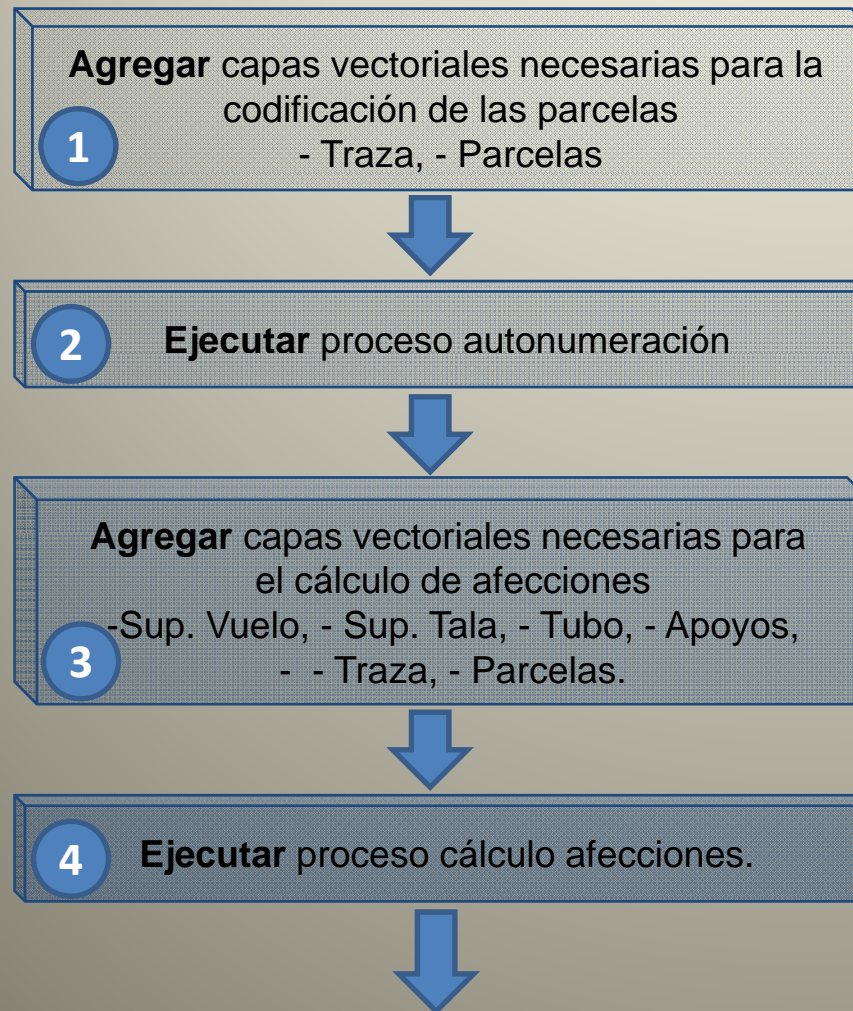 Agregar capas vectoriales necesarias para la
codificación de las parcelas
- Traza, - Parcelas
1
2
Ejecutar proceso autonumeración
Agregar capas vectoriales necesarias para
el cálculo de afecciones
-Sup. Vuelo, - Sup. Tala, - Tubo, - Apoyos,
- - Traza, - Parcelas.
3
4
Ejecutar proceso cálculo afecciones.